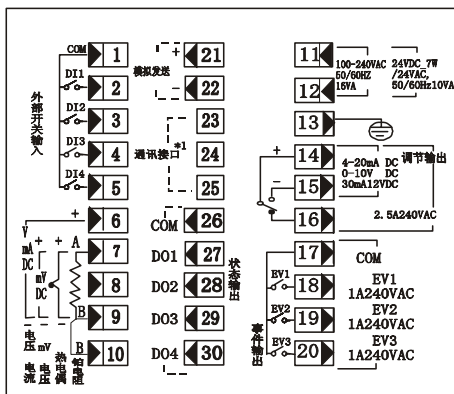 COM 1 + 21 11 100-240VAC 24VDC 7W
50/60HZ /24VAC,
15VA 50/60Hz10VA
DI1 2 模拟发送 − 22 12
DI2 3 23 13
DI3 4 通讯接口*1 24 14 + 4-20mA DC 调节输出
0-10V DC
DI4 5 25 15 − 30mA12VDC
外部开关输入
+ 6 COM 26 16 2.5A240VAC
V
mA
DC
+ + A 7 DO1 27 17 COM
mV
DC
8 DO2 28 EV1 18 EV1
1A240VAC
状态输出
B 9 DO3 29 EV2 19 EV2
1A240VAC
B 10 DO4 30 EV3 20 EV3
1A240VAC
事件输出
− − −
电压
电流
mV
电压
热电偶
铂电阻